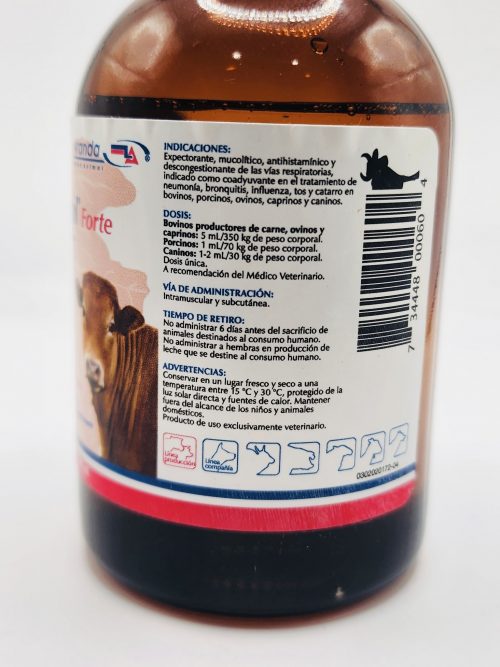 Forte
INDICACIONES:
Expectorante, mucolítico, antihistamínico y
descongestionante de las vías respiratorias,
indicado como coadyuvante en el tratamiento de
neumonía, bronquitis, influenza, tos y catarro en
bovinos, porcinos, ovinos, caprinos y caninos.
DOSIS:
Bovinos productores de carne, ovinos y
caprinos: 5 mL/350 kg de peso corporal.
Porcinos: 1 mL/70 kg de peso corporal.
Caninos: 1-2 mL/30 kg de peso corporal.
Dosis única.
A recomendación del Médico Veterinario.
VÍA DE ADMINISTRACIÓN:
Intramuscular y subcutánea.
TIEMPO DE RETIRO:
No administrar 6 días antes del sacrificio de
animales destinados al consumo humano.
No administrar a hembras en producción de
leche que se destine al consumo humano.
ADVERTENCIAS:
Conservar en un lugar fresco y seco a una
temperatura entre 15 °C y 30 °C, protegido de la
luz solar directa y fuentes de calor. Mantener
fuera del alcance de los niños y animales
domésticos.
Producto de uso exclusivamente veterinario.
Línea
producción
Línea
compañía
0302020172-04
7 34448 00060 4